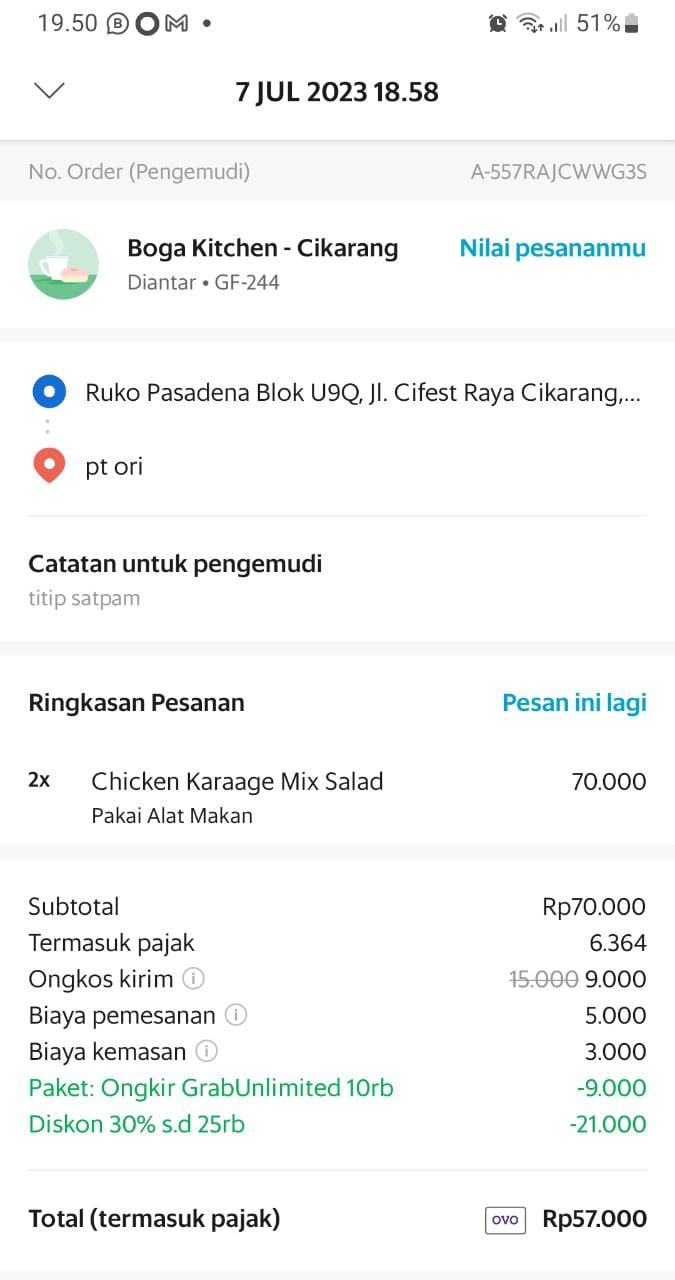 19.50 51%
7 JUL 2023 18.58
No. Order (Pengemudi) A-557RAJCWWG3S
Boga Kitchen - Cikarang Nilai pesananmu
Diantar • GF-244
Ruko Pasadena Blok U9Q, Jl. Cifest Raya Cikarang,...
pt ori
Catatan untuk pengemudi
titip satpam
Ringkasan Pesanan Pesan ini lagi
2x Chicken Karaage Mix Salad 70.000
Pakai Alat Makan
Subtotal Rp70.000
Termasuk pajak 6.364
Ongkos kirim 15.000 9.000
Biaya pemesanan 5.000
Biaya kemasan 3.000
Paket: Ongkir GrabUnlimited 10rb -9.000
Diskon 30% s.d 25rb -21.000
Total (termasuk pajak) OVO Rp57.000